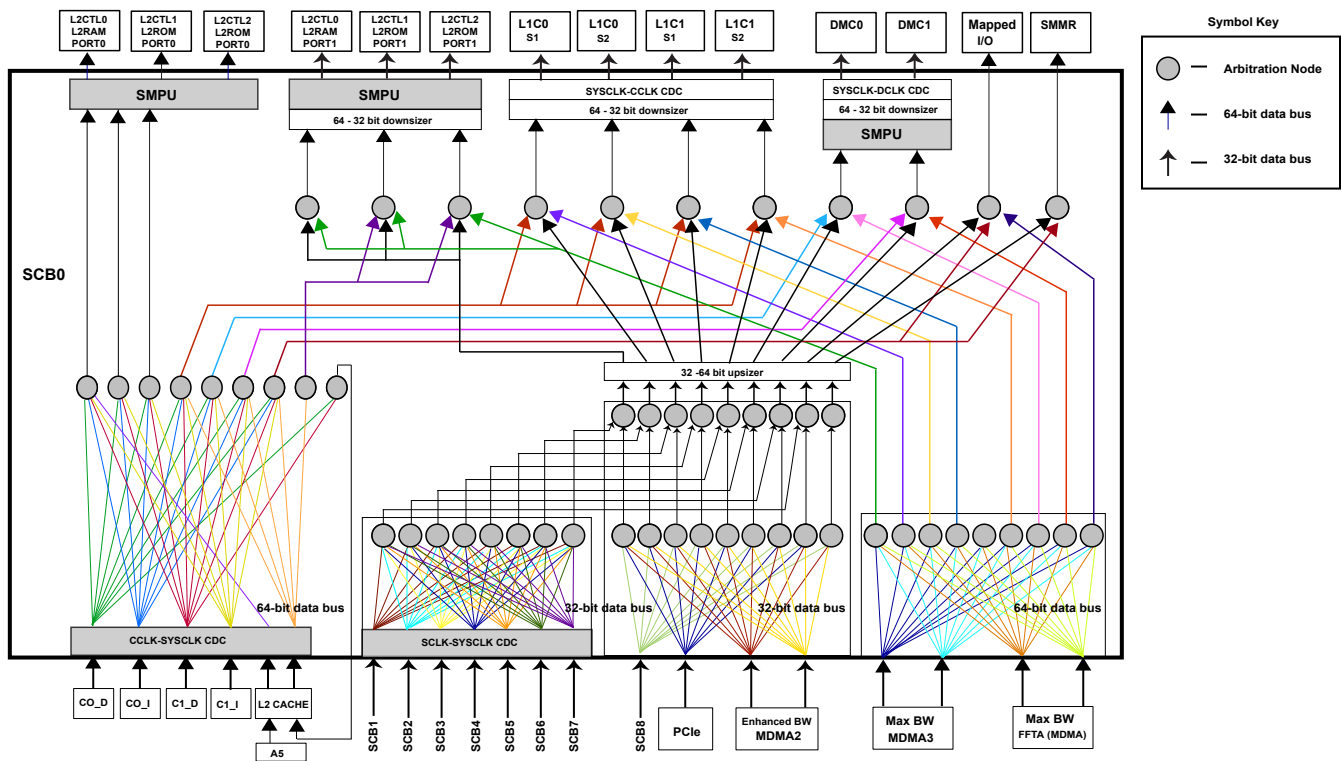 L2CTL0
L2RAM
PORT0
L2CTL1
L2ROM
PORT0
L2CTL2
L2ROM
PORT0
L2CTL0
L2RAM
PORT1
L2CTL1
L2ROM
PORT1
L2CTL2
L2ROM
PORT1
L1C0
S1
L1C0
S2
L1C1
S1
L1C1
S2
DMC0
DMC1
Mapped
I/O
SMMR
Symbol Key
Arbitration Node
64-bit data bus
32-bit data bus
SMPU
SMPU
64 - 32 bit downsizer
SYSCLK-CCLK CDC
64 - 32 bit downsizer
SYSCLK-DCLK CDC
64 - 32 bit downsizer
SMPU
SCB0
32 -64 bit upsizer
64-bit data bus
32-bit data bus
32-bit data bus
64-bit data bus
CCLK-SYSCLK CDC
SCLK-SYSCLK CDC
CO_D
CO_I
C1_D
C1_I
L2 CACHE
A5
SCB1
SCB2
SCB3
SCB4
SCB5
SCB6
SCB7
SCB8
PCIe
Enhanced BW
MDMA2
Max BW
MDMA3
Max BW
FFTA (MDMA)